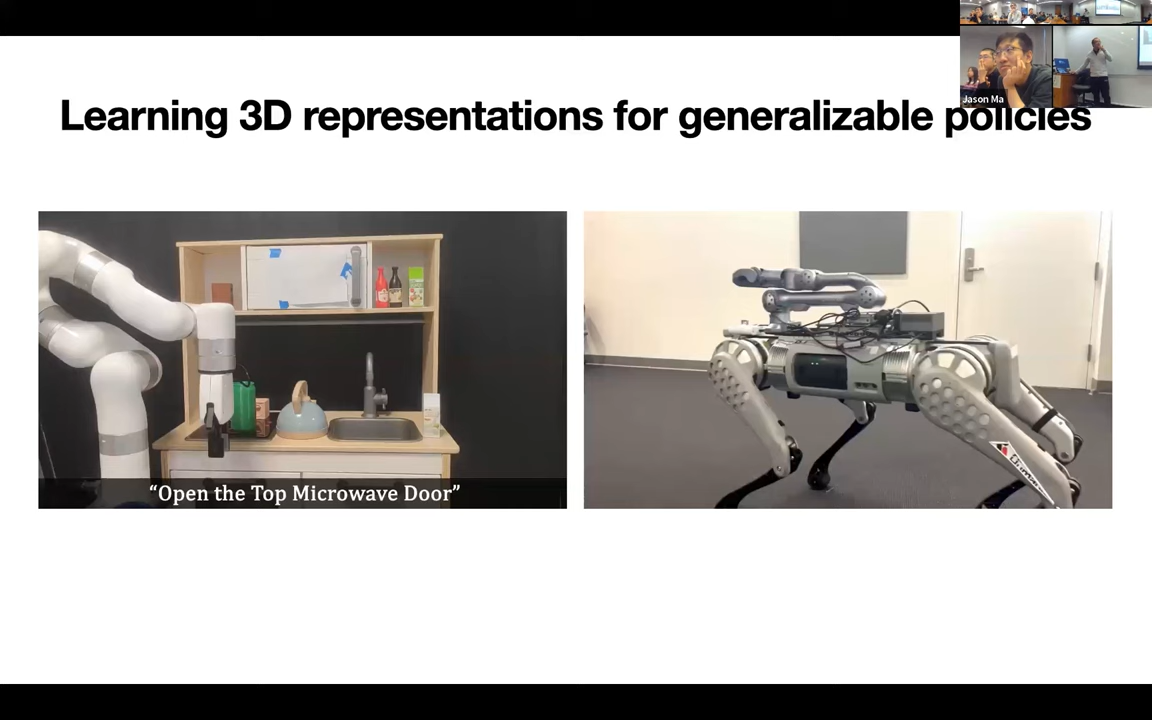 Learning 3D representations for generalizable policies
Jason Ma
“Open the Top Microwave Door”